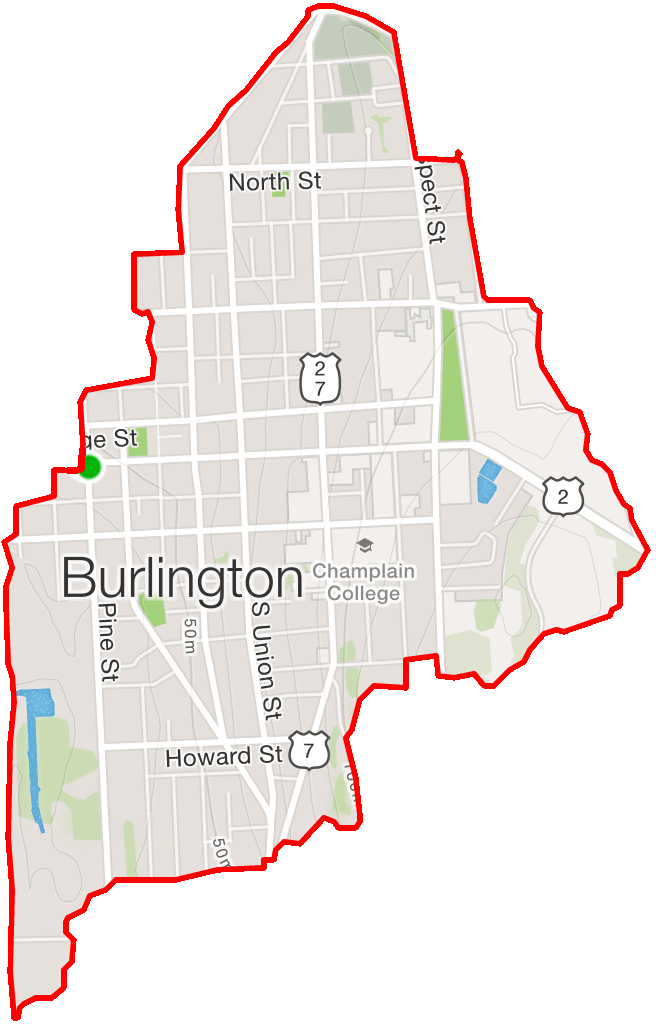 North St
pect St
2
7
ge St
2
Burlington
Champlain
College
Pine St
50m
S Union St
Howard St
7
100m
50m